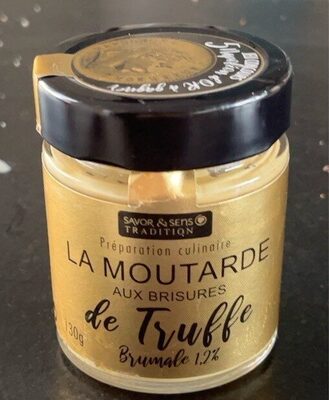 SAVOR & SENS
TRADITION
Préparation culinaire
LA MOUTARDE
AUX BRISURES
de Truffe
Brumale 1,2%
130g